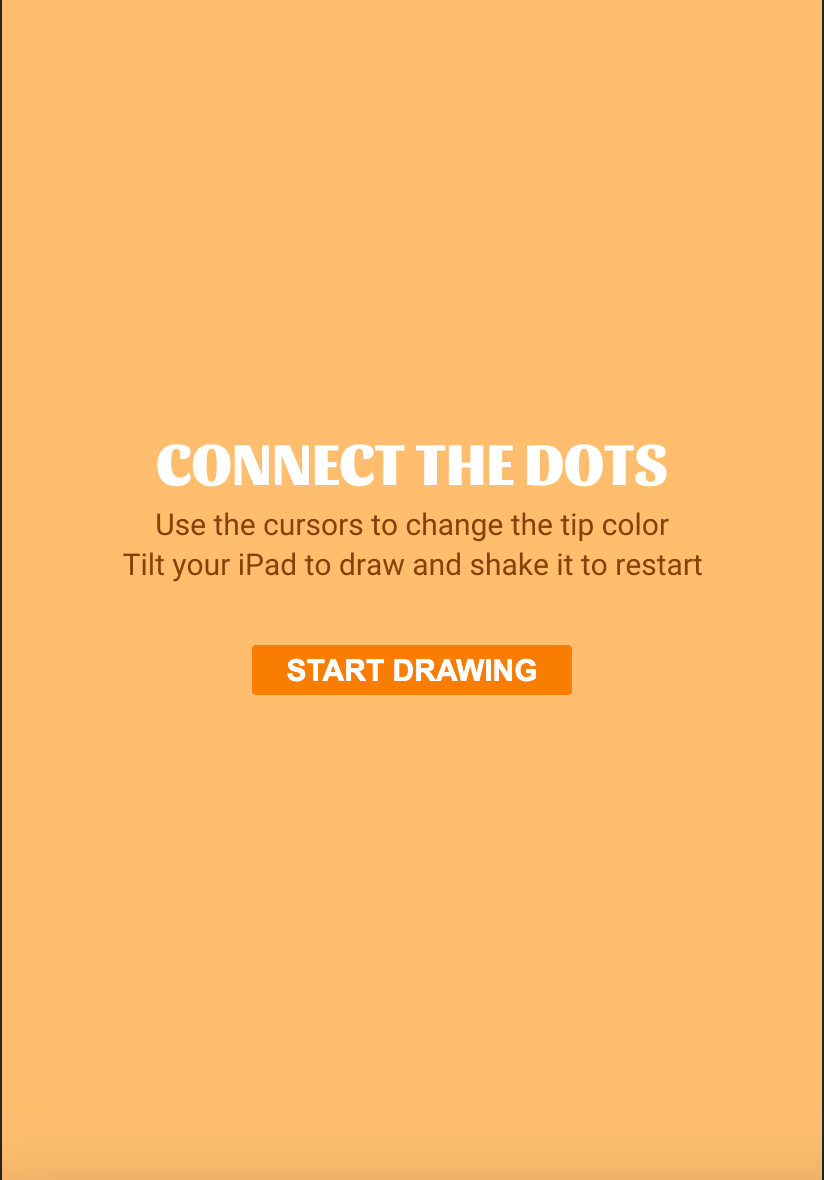 CONNECT THE DOTS
Use the cursors to change the tip color
Tilt your iPad to draw and shake it to restart
START DRAWING